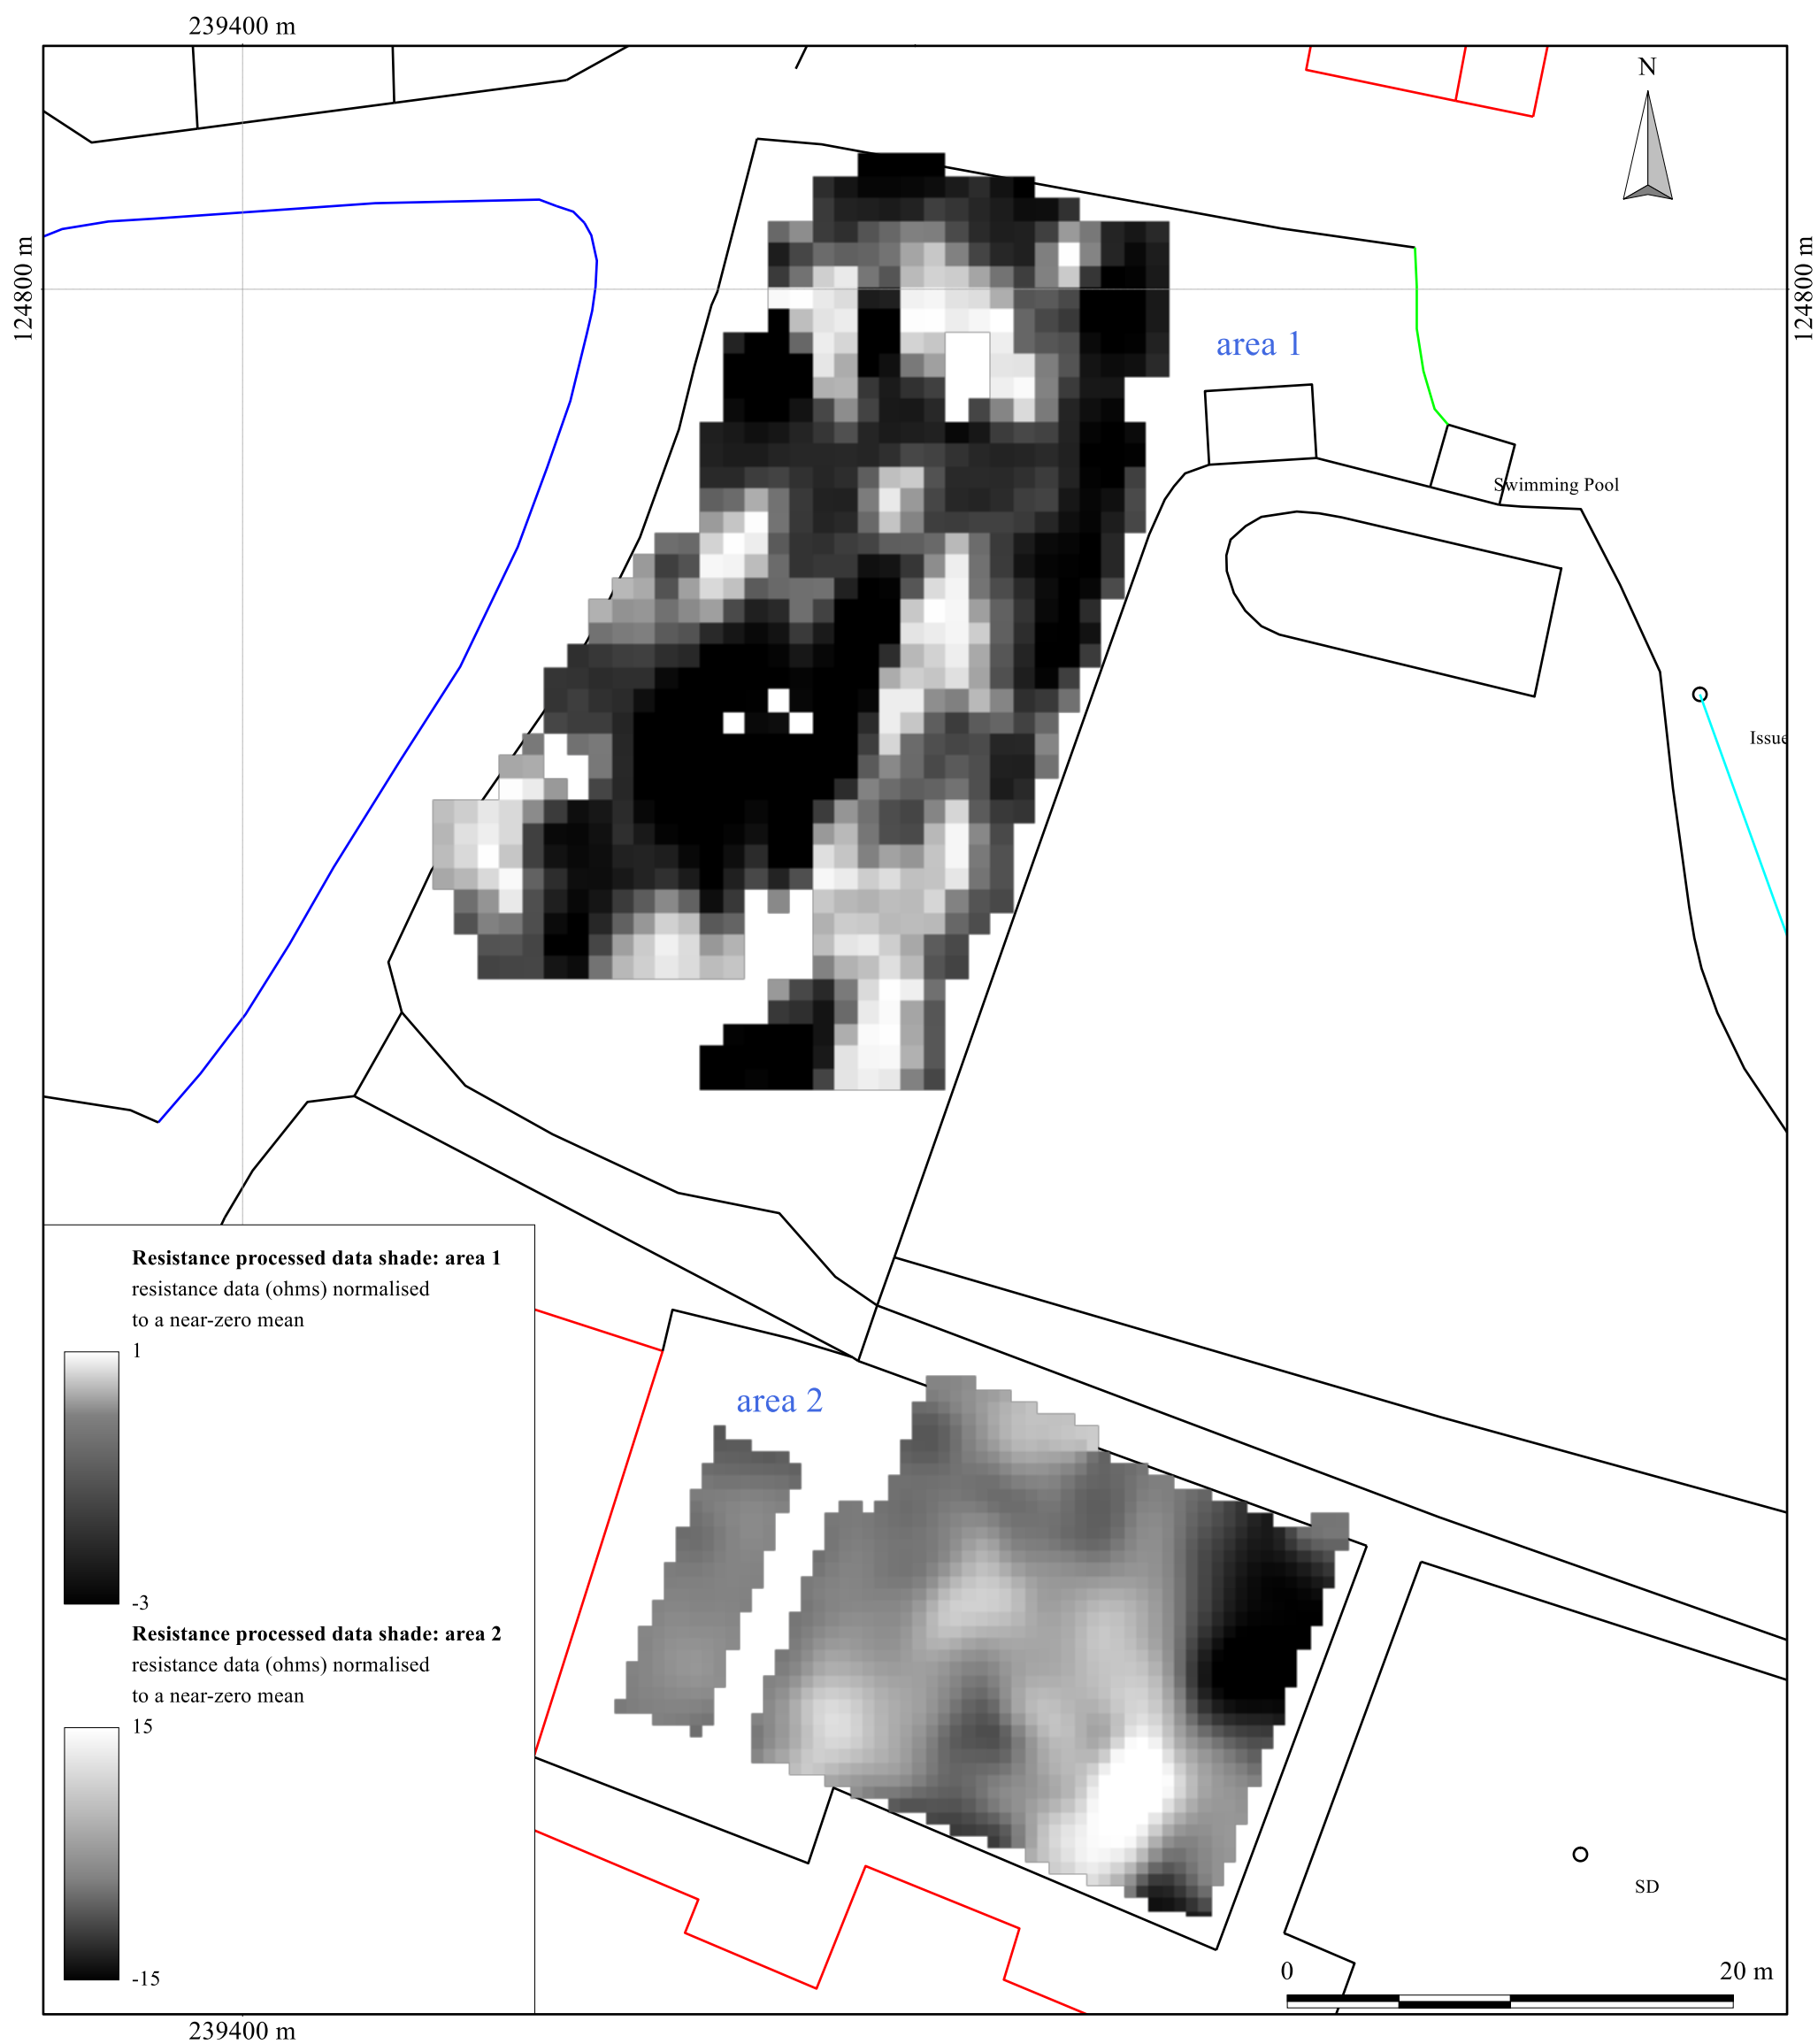 239400 m
N
124800 m
124800 m
area 1
Swimming Pool
Issue
Resistance processed data shade: area 1
resistance data (ohms) normalised
to a near-zero mean
1
-3
area 2
Resistance processed data shade: area 2
resistance data (ohms) normalised
to a near-zero mean
15
-15
SD
0 20 m
239400 m